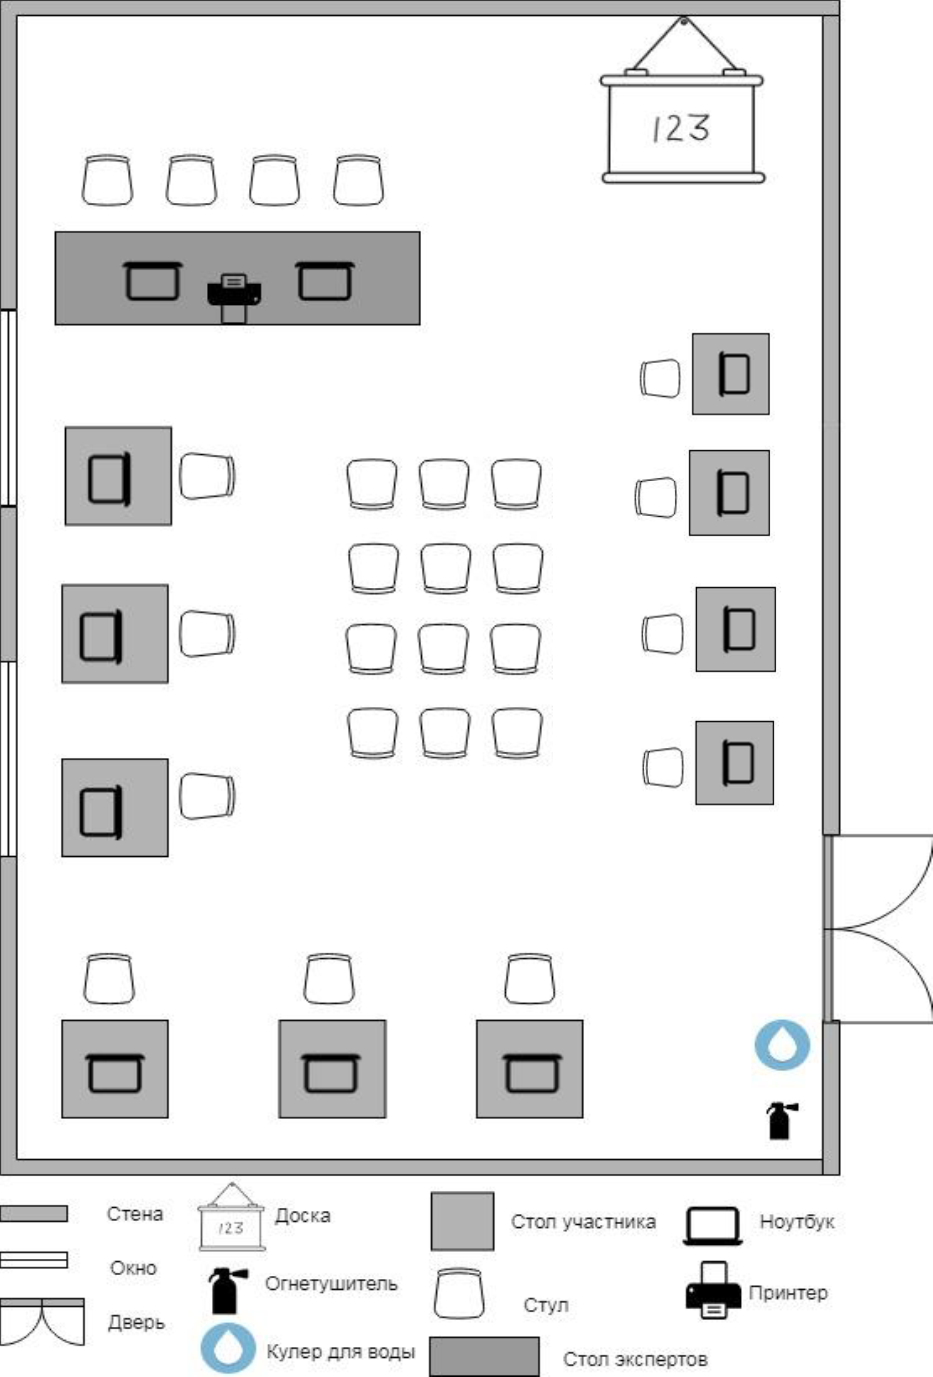 123
Стена
123
Доска
Стол участника
Ноутбук
Окно
Огнетушитель
Стул
Принтер
Дверь
Кулер для воды
Стол экспертов